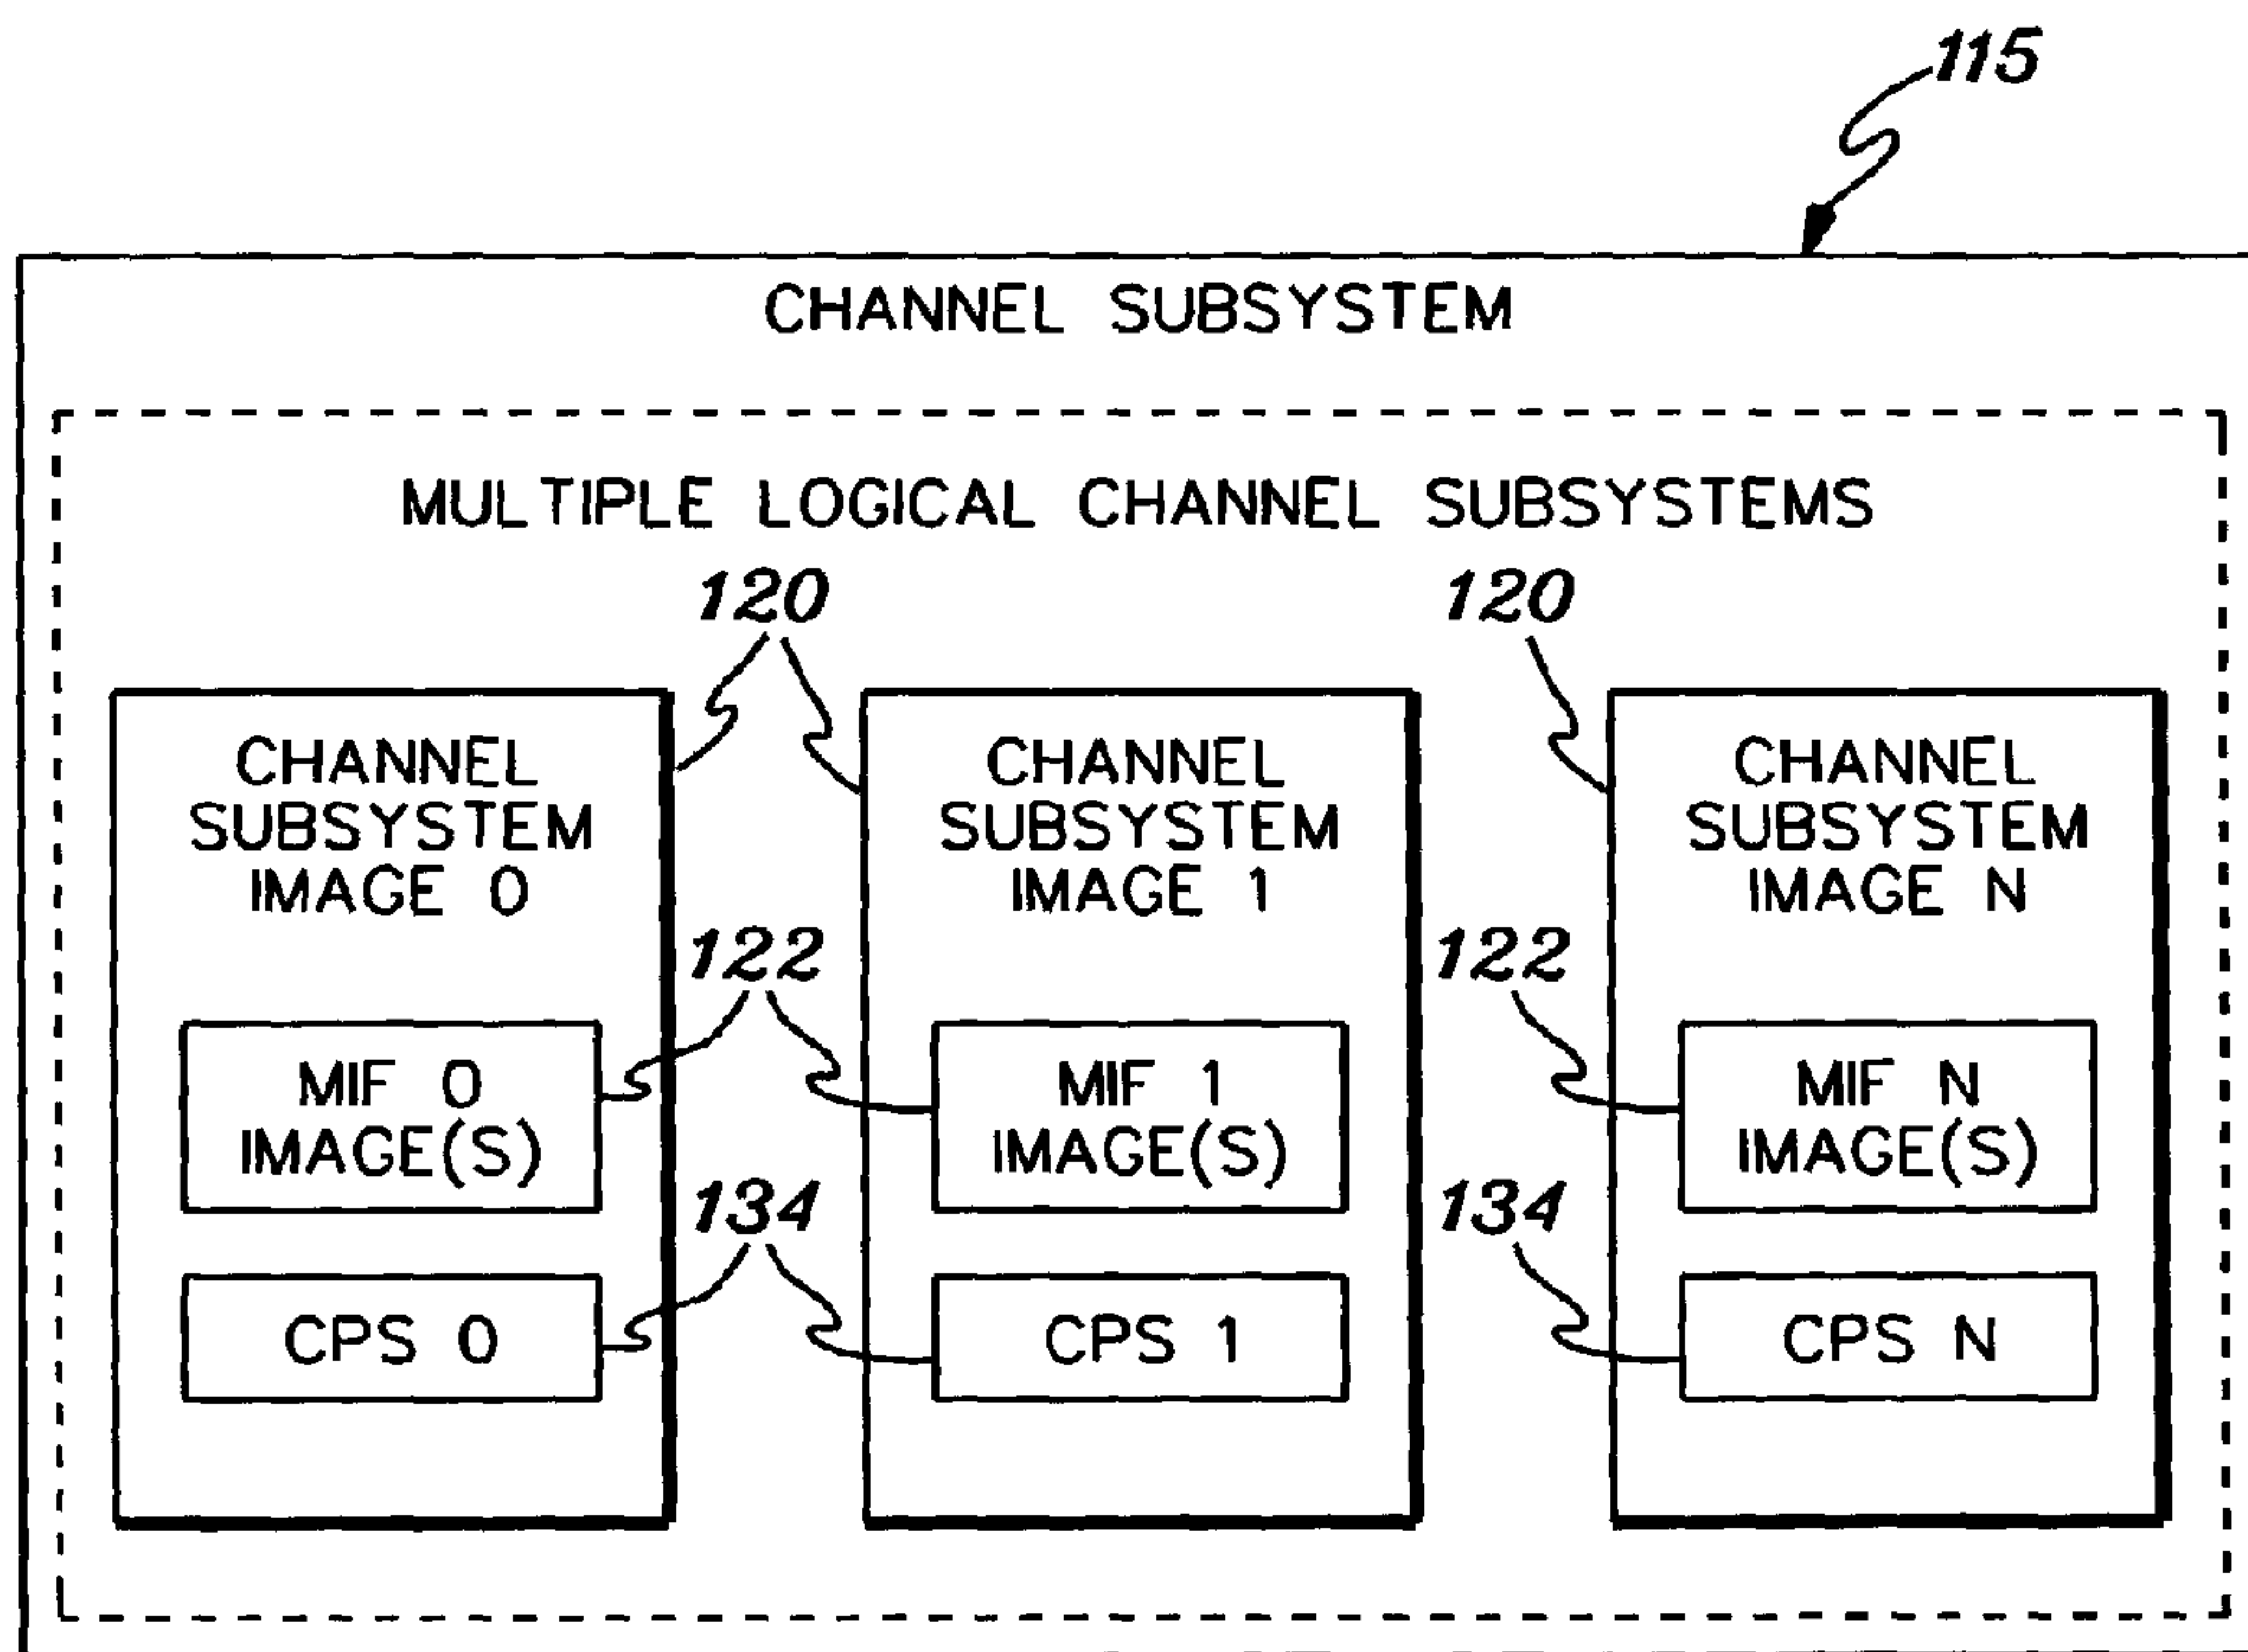 115
CHANNEL SUBSYSTEM
MULTIPLE LOGICAL CHANNEL SUBSYSTEMS
120
120
CHANNEL
SUBSYSTEM
IMAGE 0
CHANNEL
SUBSYSTEM
IMAGE 1
CHANNEL
SUBSYSTEM
IMAGE N
122
122
MIF 0
IMAGE(S)
MIF 1
IMAGE(S)
MIF N
IMAGE(S)
134
134
CPS 0
CPS 1
CPS N